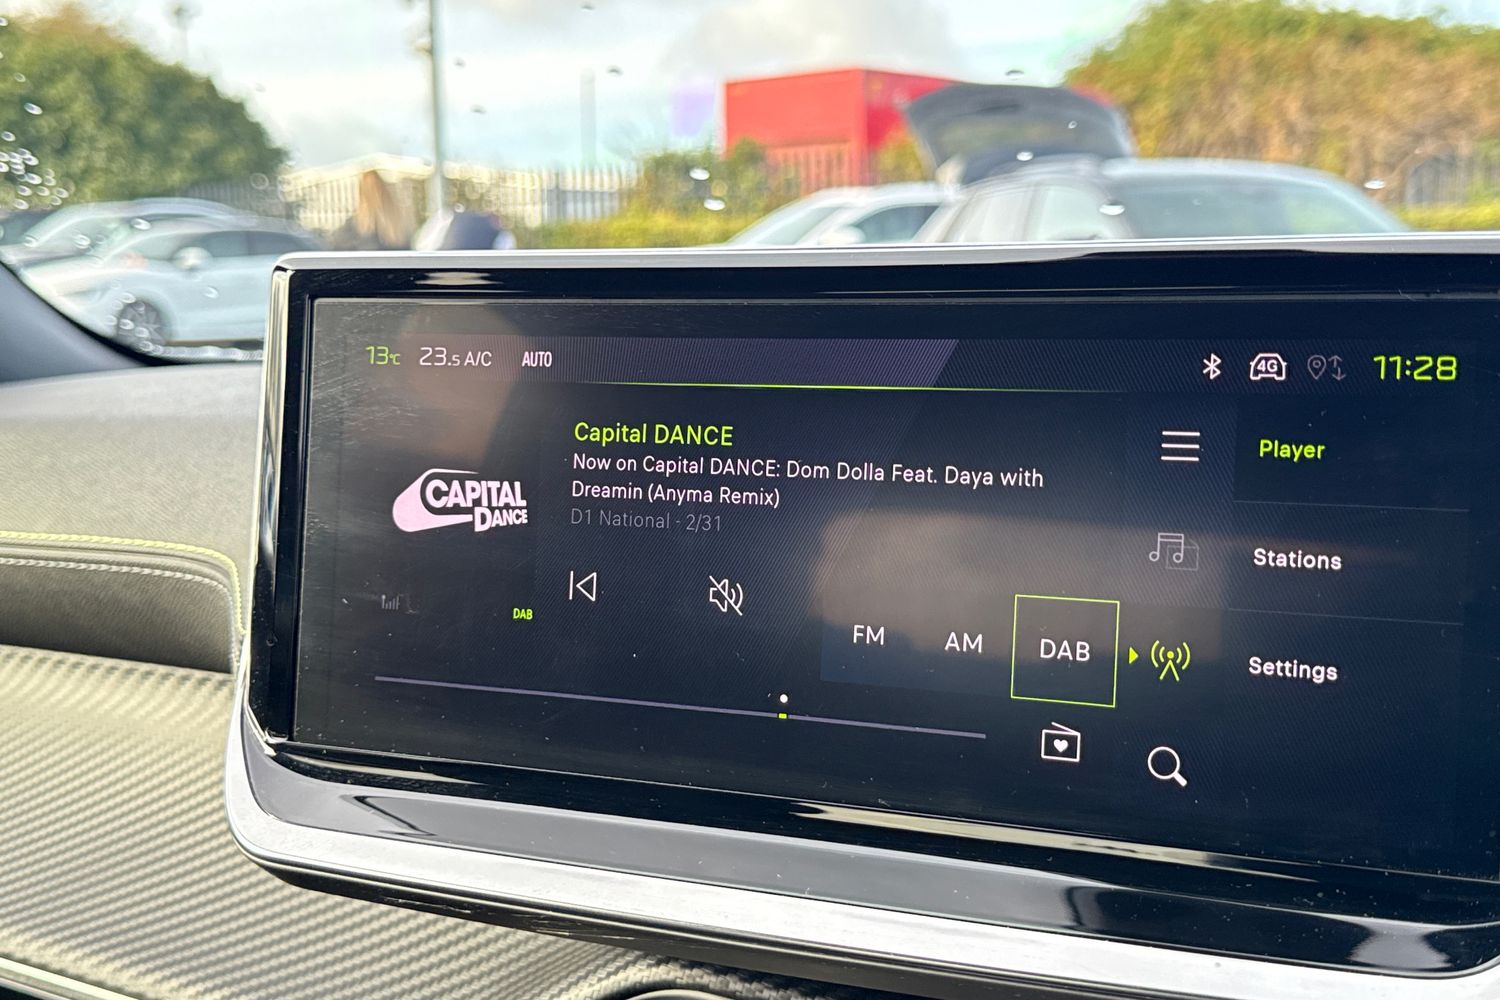 13°C 23.5 A/C AUTO
4G
11:28
Capital DANCE
Now on Capital DANCE: Dom Dolla Feat. Daya with
Dreamin (Anyma Remix)
D1 National - 2/31
CAPITAL
DANCE
DAB
FM AM DAB
Player
Stations
Settings